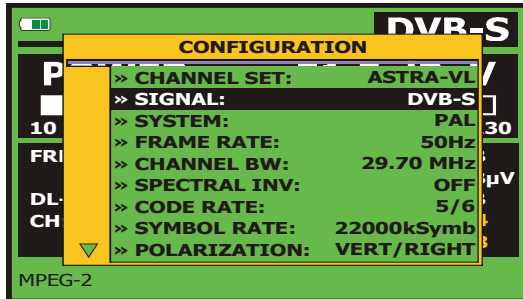 DVB-S
CONFIGURATION
» CHANNEL SET: ASTRA-VL
» SIGNAL: DVB-S
» SYSTEM: PAL
» FRAME RATE: 50Hz
» CHANNEL BW: 29.70 MHz
» SPECTRAL INV: OFF
» CODE RATE: 5/6
» SYMBOL RATE: 22000kSymb
» POLARIZATION: VERT/RIGHT
10
30
FRE
µV
DL-
CH
MPEG-2